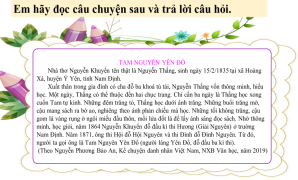 Em hãy đọc câu chuyện sau và trả lời câu hỏi.
TAM NGUYÊN YÊN ĐỔ
Nhà thơ Nguyễn Khuyến tên thật là Nguyễn Thắng, sinh ngày 15/2/1835 tại xã Hoàng
Xá, huyện Ý Yên, tỉnh Nam Định.
Xuất thân trong gia đình có cha đỗ ba khoá tú tài, Nguyễn Thắng vốn thông minh, hiếu
học. Một ngày, Thắng có thể thuộc đến hai chục trang. Chỉ cần ba ngày là Thắng học xong
cuốn Tam tự kinh. Những đêm trăng tỏ, Thắng học dưới ánh trăng. Những buổi trăng mờ,
cậu mang sách ra bờ ao, nghiêng theo ánh phản chiếu mà học. Những tối không trăng, cậu
gom lá vàng rụng ở ngôi miếu đầu thôn, mỗi lần đốt lá để lấy ánh sáng đọc sách. Nhờ thông
minh, học giỏi, năm 1864 Nguyễn Khuyến đỗ đầu kì thi Hương (Giải Nguyên) ở trường
Nam Định. Năm 1871, ông thi Hội đỗ Hội Nguyên và thi Đình đỗ Đình Nguyên. Từ đó,
người ta gọi ông là Tam Nguyên Yên Đổ (người làng Yên Đổ, đỗ đầu ba kì thi).
(Theo Nguyễn Phương Bảo An, Kể chuyện danh nhân Việt Nam, NXB Văn học, năm 2019)